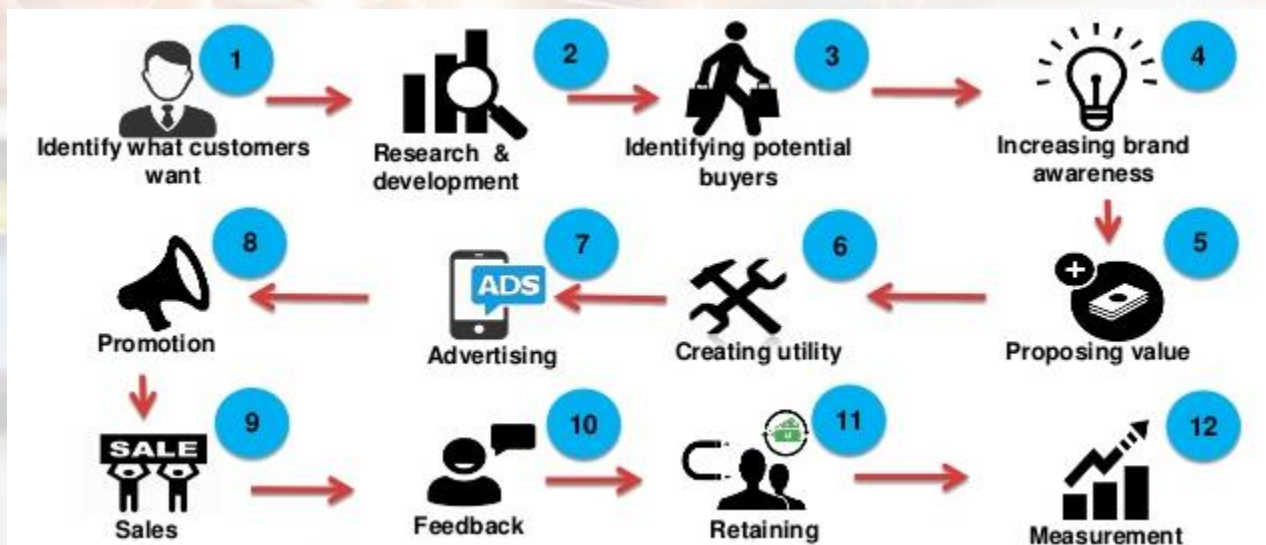 1
Identify what customers
want
2
Research &
development
3
Identifying potential
buyers
4
Increasing brand
awareness
5
Proposing value
6
Creating utility
7
ADS
Advertising
8
Promotion
9
SALE
Sales
10
Feedback
11
Retaining
12
Measurement